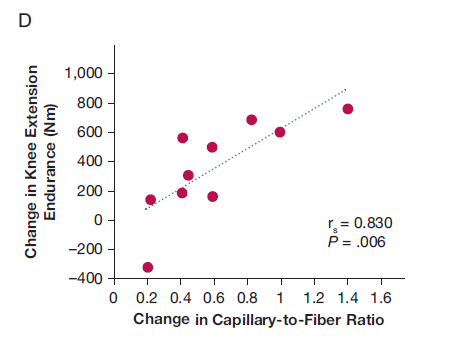 D
Change in Knee Extension
Endurance (Nm)
1,000
800
600
400
200
0
−200
−400
0 0.2 0.4 0.6 0.8 1 1.2 1.4 1.6
Change in Capillary-to-Fiber Ratio
rs = 0.830
P = .006